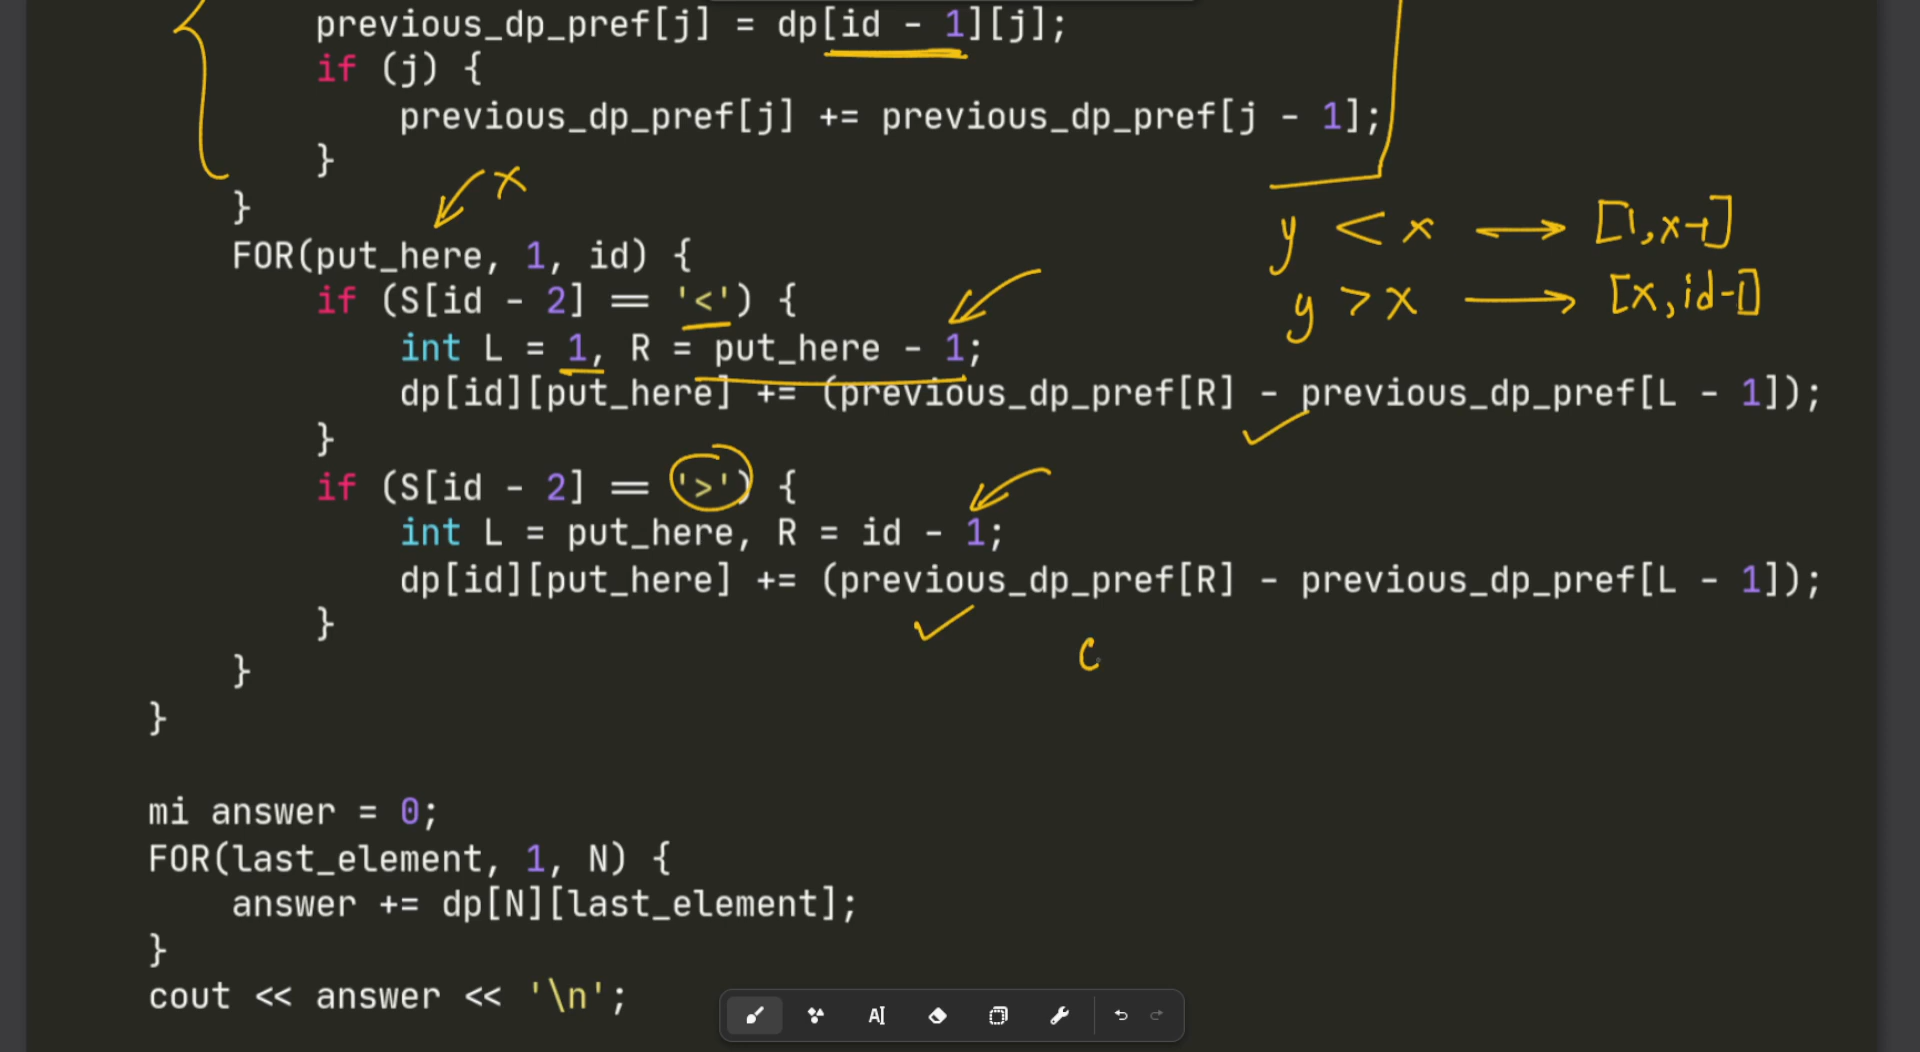 previous_dp_pref[j] = dp[id - 1][j];
if (j) {
previous_dp_pref[j] += previous_dp_pref[j - 1];
}
}
x
y < x ⟷ [1,x-1]
FOR(put_here, 1, id) {
if (S[id - 2] == '<') {
y > x ⟶ [x,id-1]
int L = 1, R = put_here - 1;
dp[id][put_here] += (previous_dp_pref[R] - previous_dp_pref[L - 1]);
}
if (S[id - 2] == '>') {
int L = put_here, R = id - 1;
dp[id][put_here] += (previous_dp_pref[R] - previous_dp_pref[L - 1]);
}
C
}
}
mi answer = 0;
FOR(last_element, 1, N) {
answer += dp[N][last_element];
}
cout << answer << '\n';
A